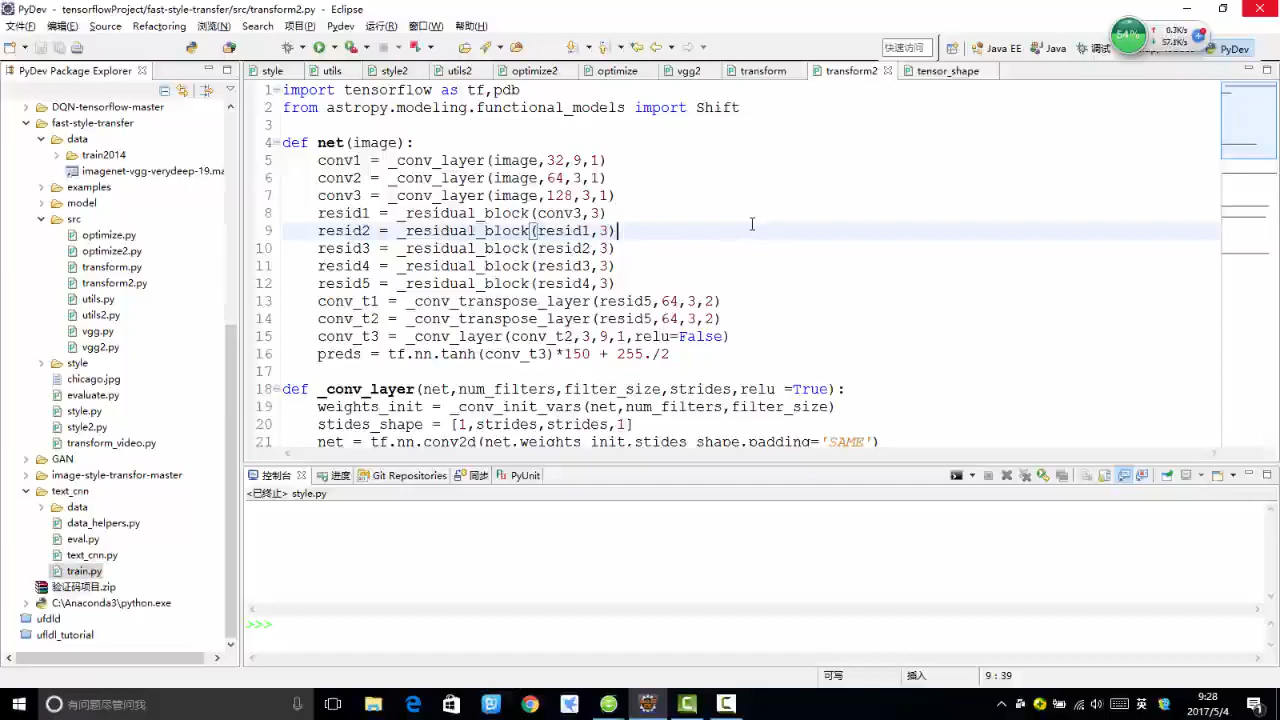 PyDev - tensorflowProject/fast-style-transfer/src/transform2.py - Eclipse
文件(F) 编辑(E) Source Refactoring 浏览(N) Search 项目(P) Pydev 运行(R) 窗口(W) 帮助(H)
54% 0.3K/s
快速访问 Java EE Java 调试 PyDev
PyDev Package Explorer
style utils style2 utils2 optimize2 optimize vgg2 transform transform2 tensor_shape
DQN-tensorflow-master
fast-style-transfer
data
train2014
imagenet-vgg-verydeep-19.ma
examples
model
src
optimize.py
optimize2.py
transform.py
transform2.py
utils.py
utils2.py
vgg.py
vgg2.py
style
chicago.jpg
evaluate.py
style.py
style2.py
transform_video.py
GAN
image-style-transfor-master
text_cnn
data
data_helpers.py
eval.py
text_cnn.py
train.py
验证码项目.zip
C:\Anaconda3\python.exe
ufdld
ufldl_tutorial
1 import tensorflow as tf,pdb
2 from astropy.modeling.functional_models import Shift
3
4 def net(image):
5 conv1 = _conv_layer(image,32,9,1)
6 conv2 = _conv_layer(image,64,3,1)
7 conv3 = _conv_layer(image,128,3,1)
8 resid1 = _residual_block(conv3,3)
9 resid2 = _residual_block(resid1,3)
10 resid3 = _residual_block(resid2,3)
11 resid4 = _residual_block(resid3,3)
12 resid5 = _residual_block(resid4,3)
13 conv_t1 = _conv_transpose_layer(resid5,64,3,2)
14 conv_t2 = _conv_transpose_layer(resid5,64,3,2)
15 conv_t3 = _conv_layer(conv_t2,3,9,1,relu=False)
16 preds = tf.nn.tanh(conv_t3)*150 + 255./2
17
18 def _conv_layer(net,num_filters,filter_size,strides,relu =True):
19 weights_init = _conv_init_vars(net,num_filters,filter_size)
20 stides_shape = [1,strides,strides,1]
21 net = tf.nn.conv2d(net,weights_init,stides_shape,padding='SAME')
控制台 进度 Git Repositories 同步 PyUnit
<已终止> style.py
>>>
可写 插入 9 : 39
有问题尽管问我
英
9:28
2017/5/4